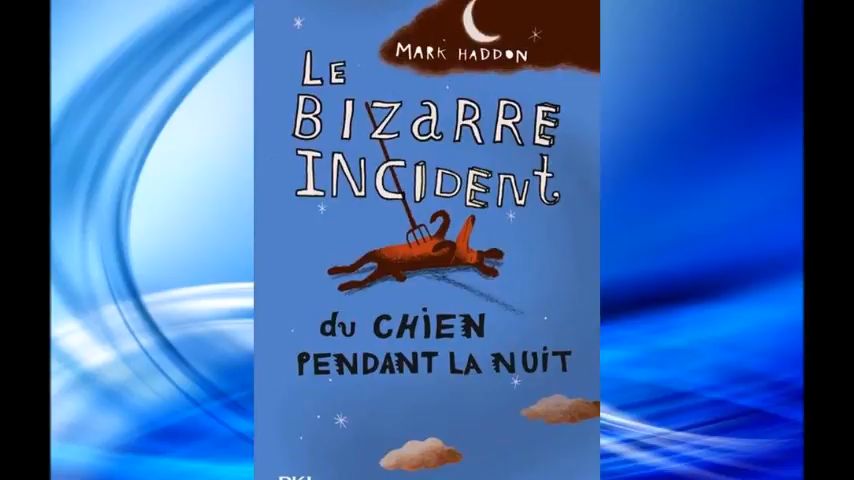 MARK HADDON
LE
BIZaRRE
INCIDENt
du CHIEN
PENDANT LA NUIT